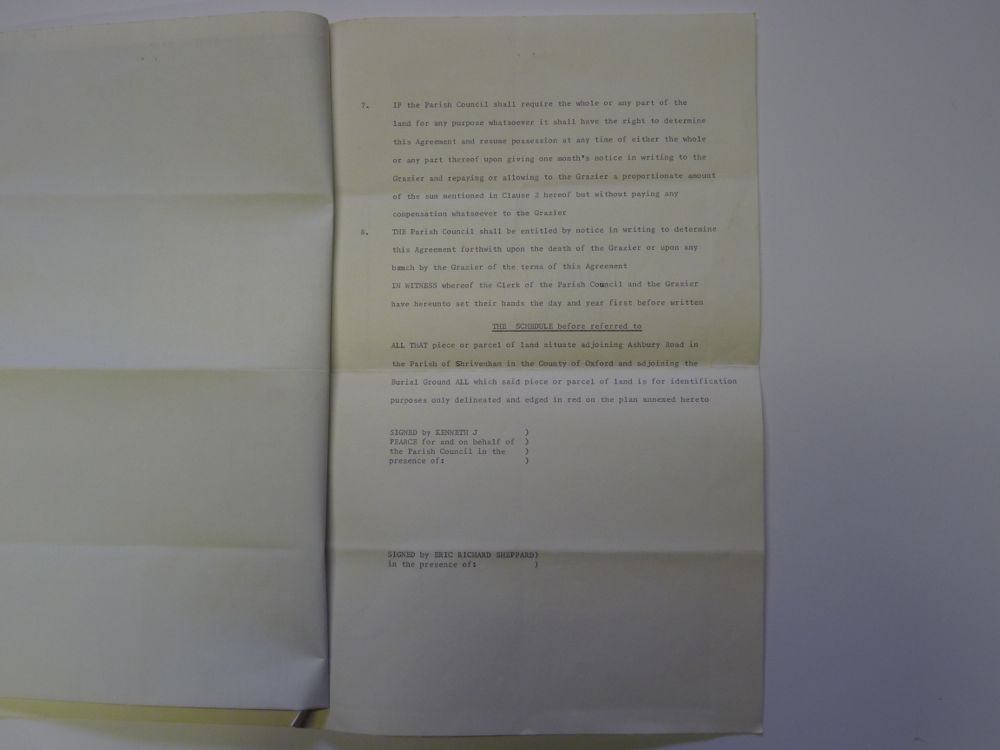 7. IF the Parish Council shall require the whole or any part of the
land for any purpose whatsoever it shall have the right to determine
this Agreement and resume possession at any time of either the whole
or any part thereof upon giving one month's notice in writing to the
Grazier and repaying or allowing to the Grazier a proportionate amount
of the sum mentioned in Clause 2 hereof but without paying any
compensation whatsoever to the Grazier
8. THE Parish Council shall be entitled by notice in writing to determine
this Agreement forthwith upon the death of the Grazier or upon any
by the Grazier of the terms of this Agreement
IN WITNESS whereof the Clerk of the Parish Council and the Grazier
have hereunto set their hands the day and year first before written
THE SCHEDULE before referred to
ALL THAT piece or parcel of land situate adjoining Ashbury Road in
the Parish of Shrivenham in the County of Oxford and adjoining the
Burial Ground ALL which said piece or parcel of land is for identification
purposes only delineated and edged in red on the plan annexed hereto
SIGNED by KENNETH J )
PEARCE for and on behalf of )
the Parish Council in the )
presence of: )
SIGNED by ERIC RICHARD SHEPPARD)
in the presence of: )